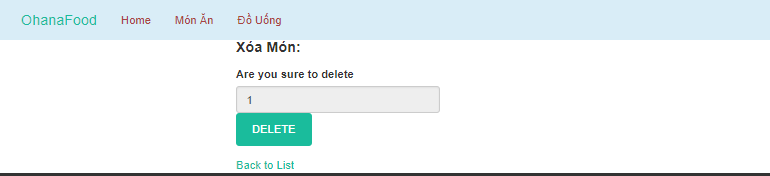 OhanaFood Home Món Ăn Đồ Uống
Xóa Món:
Are you sure to delete
1
DELETE
Back to List